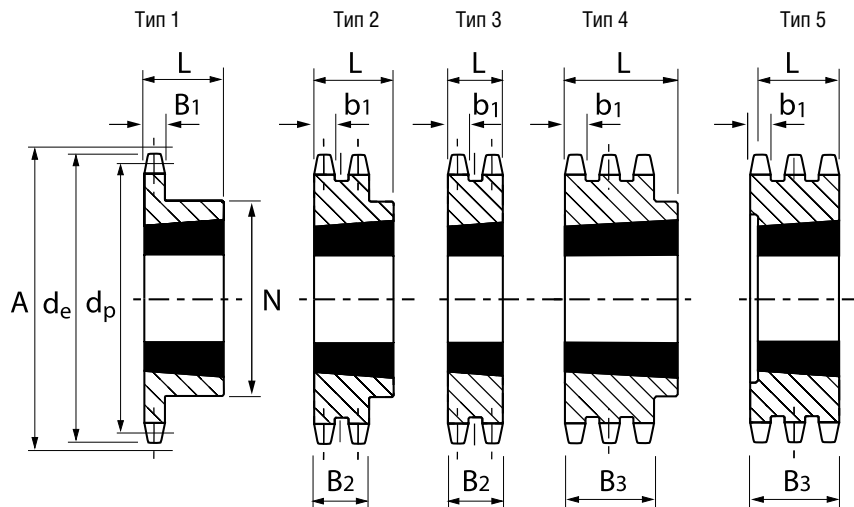 Тип 1 Тип 2 Тип 3 Тип 4 Тип 5
L L L L L
B1 b1 b1 b1 b1
A de dp N
B2 B2 B3 B3